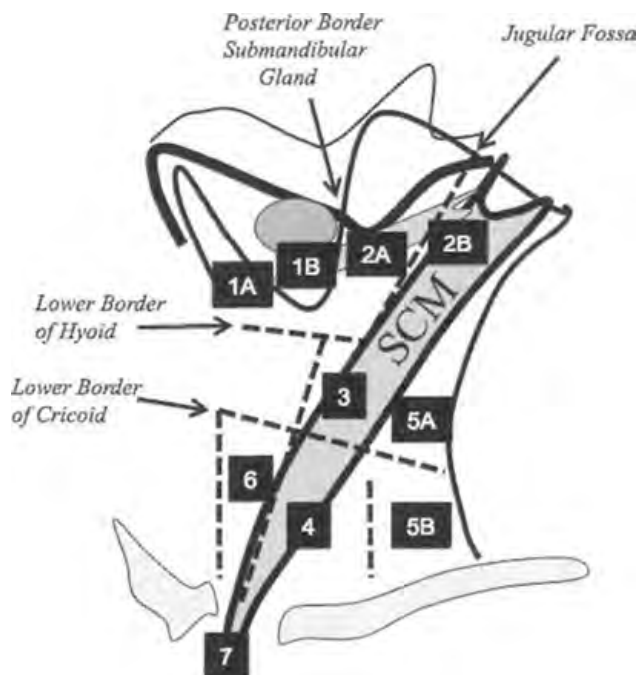 Posterior Border
Submandibular
Gland
Jugular Fossa
1A
1B
2A
2B
Lower Border
of Hyoid
SCM
3
Lower Border
of Cricoid
5A
6
4
5B
7